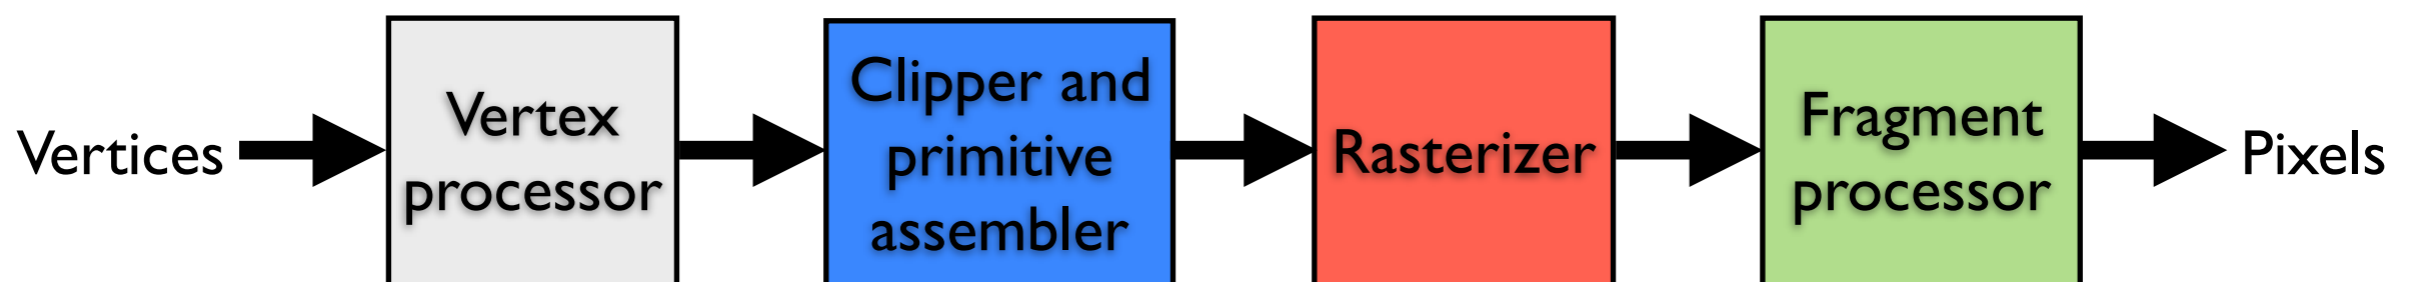 Vertices
Vertex
processor
Clipper and
primitive
assembler
Rasterizer
Fragment
processor
Pixels